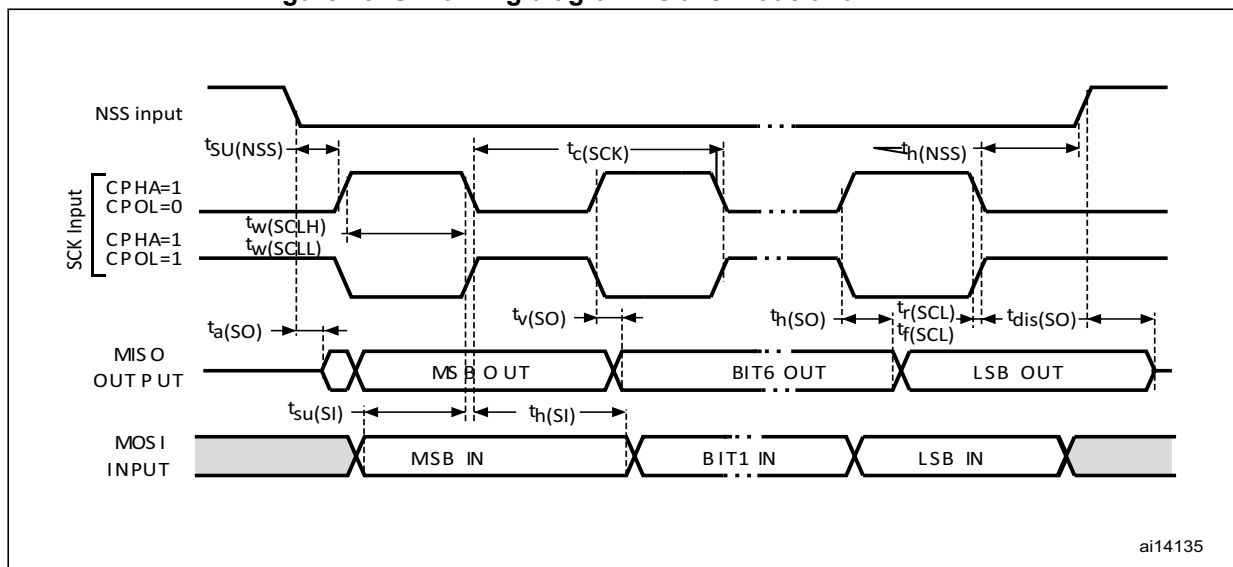 NSS input
tSU(NSS)
tc(SCK)
th(NSS)
SCK Input
CPHA=1
CPOL=0
tw(SCLH)
tw(SCLL)
CPHA=1
CPOL=1
ta(SO)
tv(SO)
th(SO)
tr(SCL)
tf(SCL)
tdis(SO)
MISO
OUTPUT
MSB OUT
BIT6 OUT
LSB OUT
tsu(SI)
th(SI)
MOSI
INPUT
MSB IN
BIT1 IN
LSB IN
ai14135